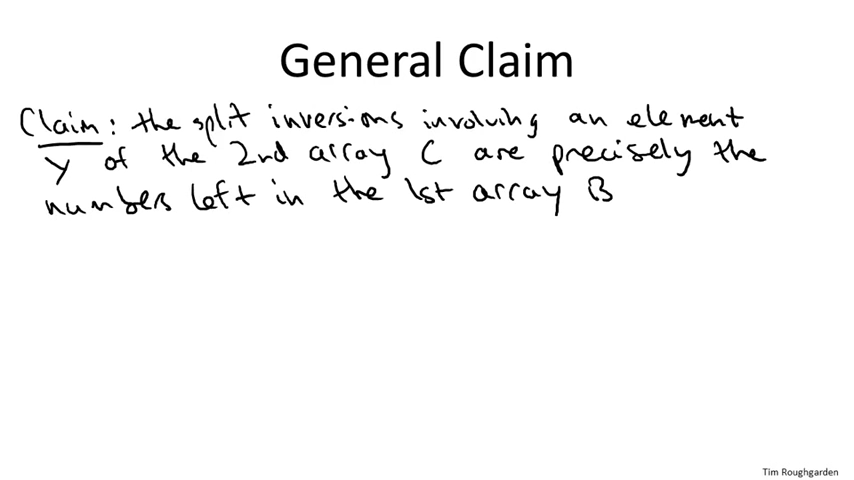 General Claim
Claim: the split inversions involving an element
y of the 2nd array C are precisely the
numbers left in the 1st array B
Tim Roughgarden